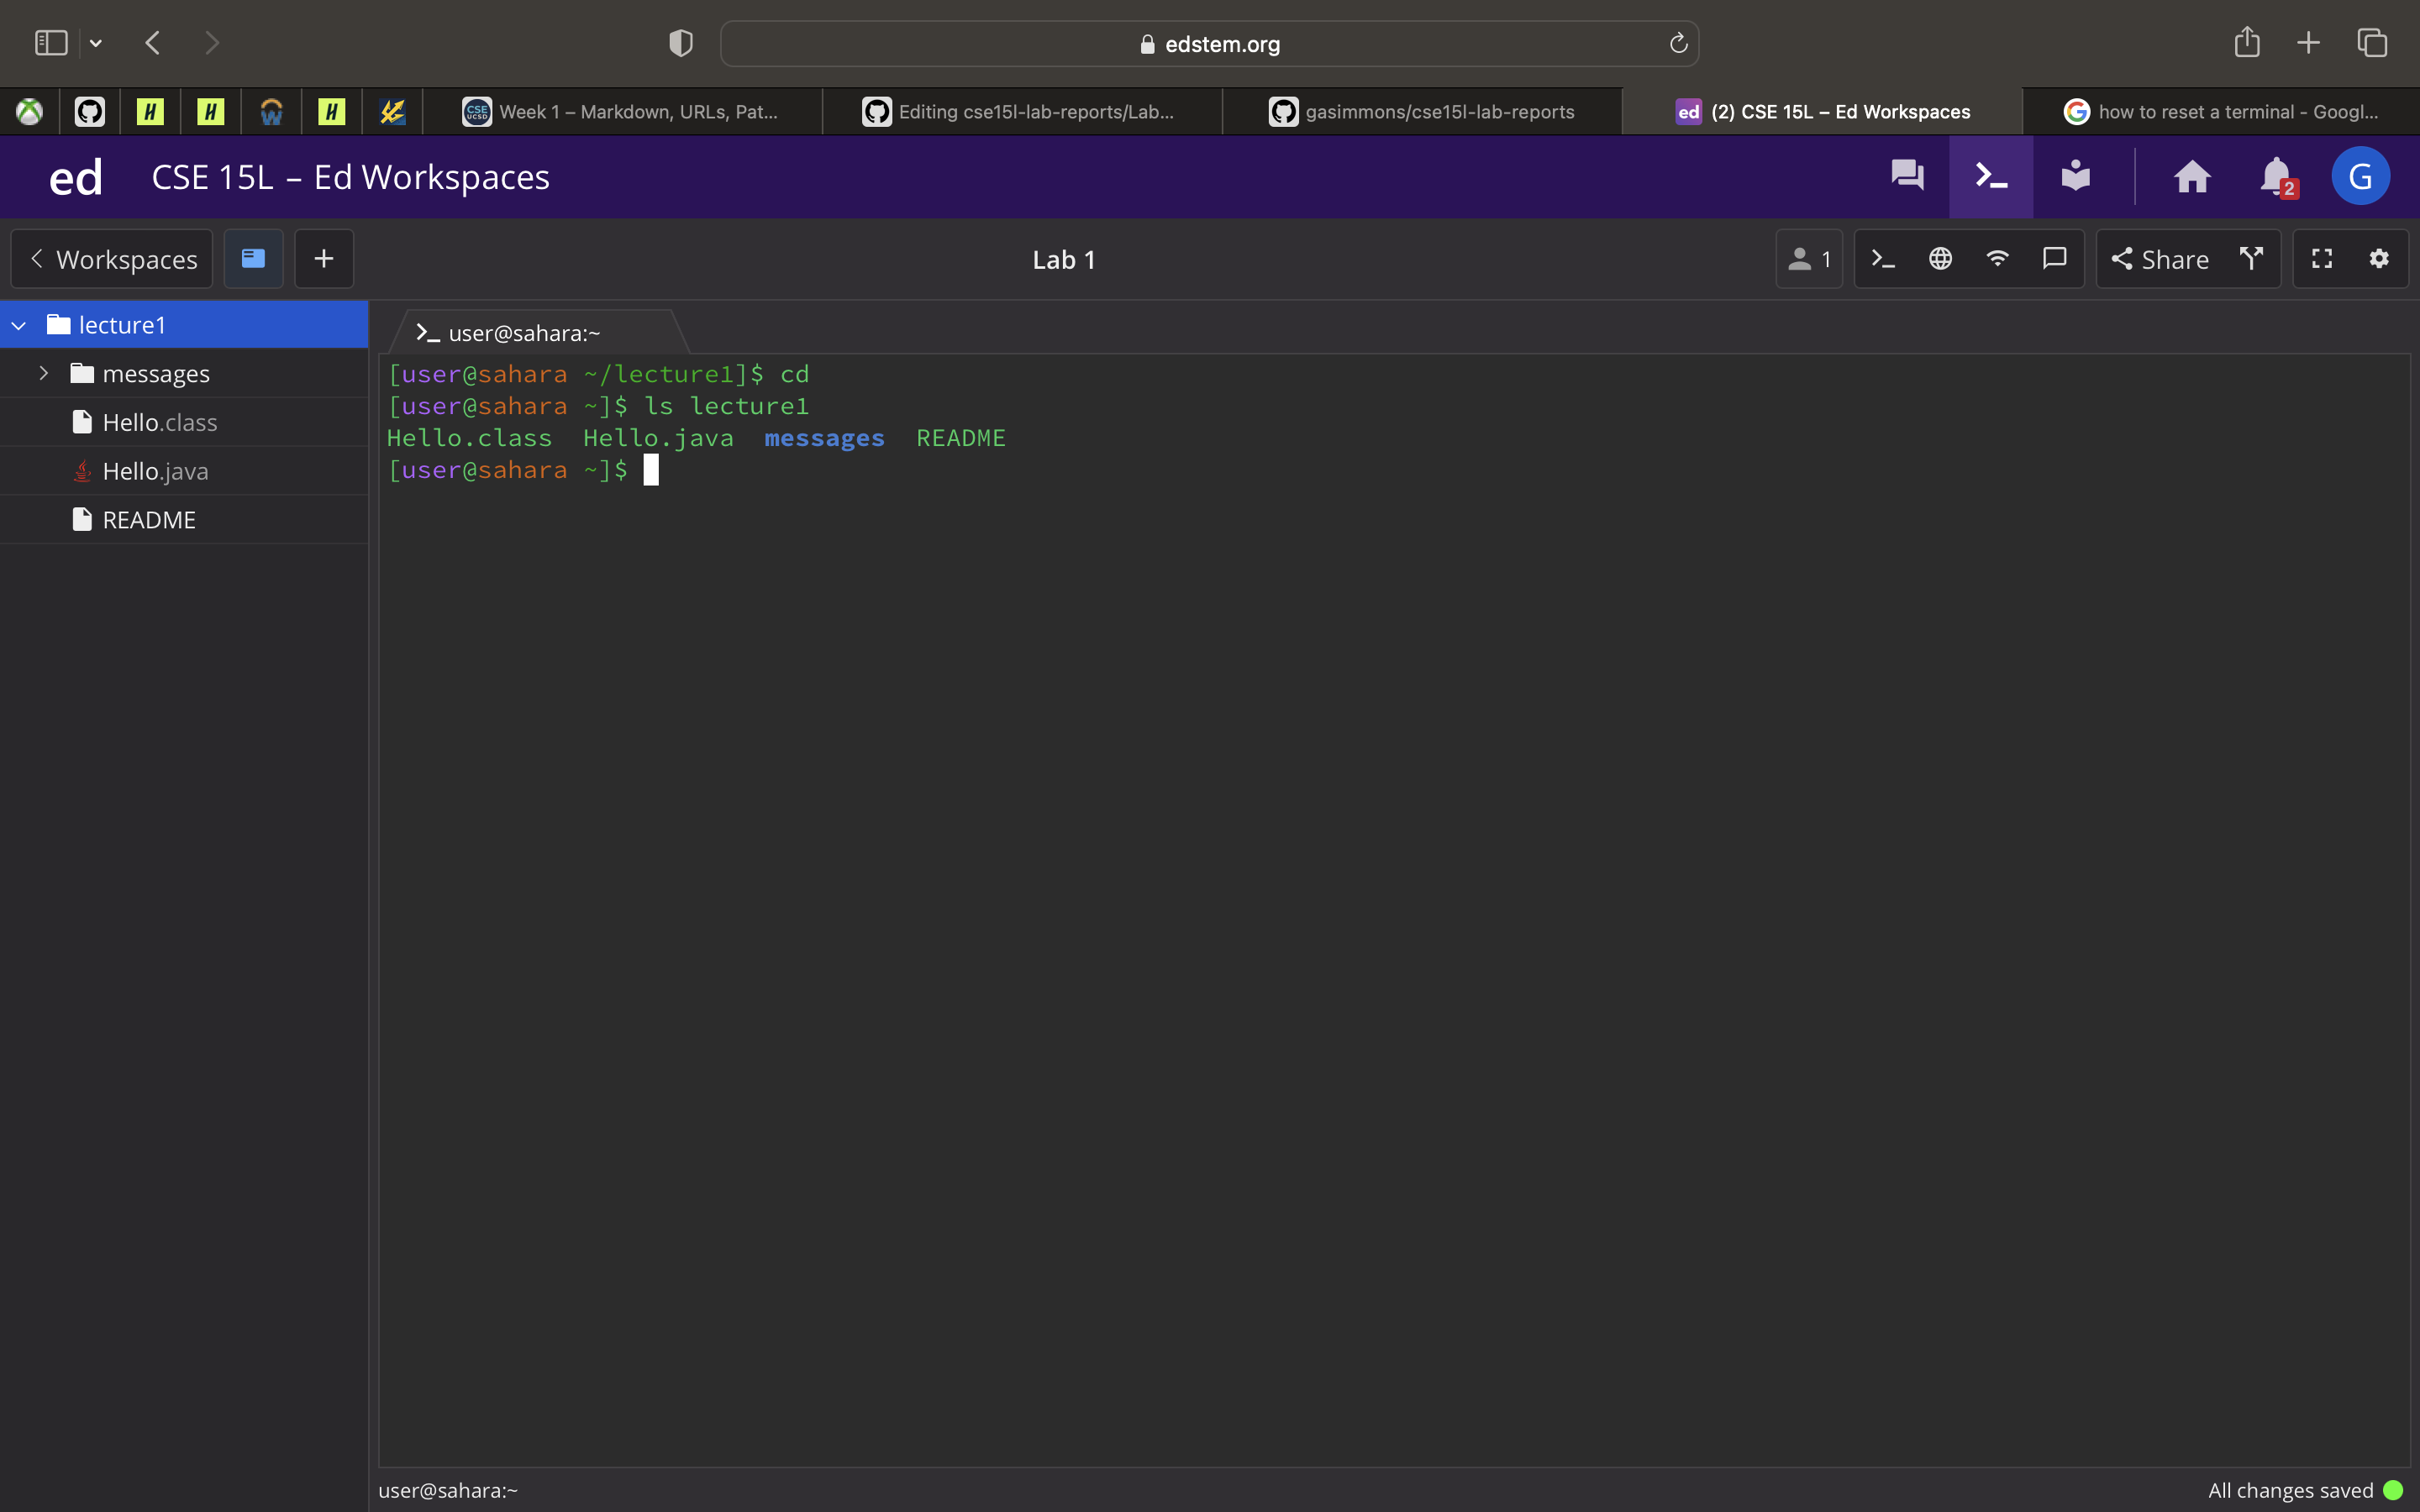 edstem.org
Week 1 – Markdown, URLs, Pat...
Editing cse15l-lab-reports/Lab...
gasimmons/cse15l-lab-reports
ed (2) CSE 15L – Ed Workspaces
how to reset a terminal - Googl...
ed CSE 15L – Ed Workspaces
2
G
Workspaces
Lab 1
1
Share
lecture1
messages
Hello.class
Hello.java
README
user@sahara:~
[user@sahara ~/lecture1]$ cd
[user@sahara ~]$ ls lecture1
Hello.class  Hello.java  messages  README
[user@sahara ~]$
user@sahara:~
All changes saved